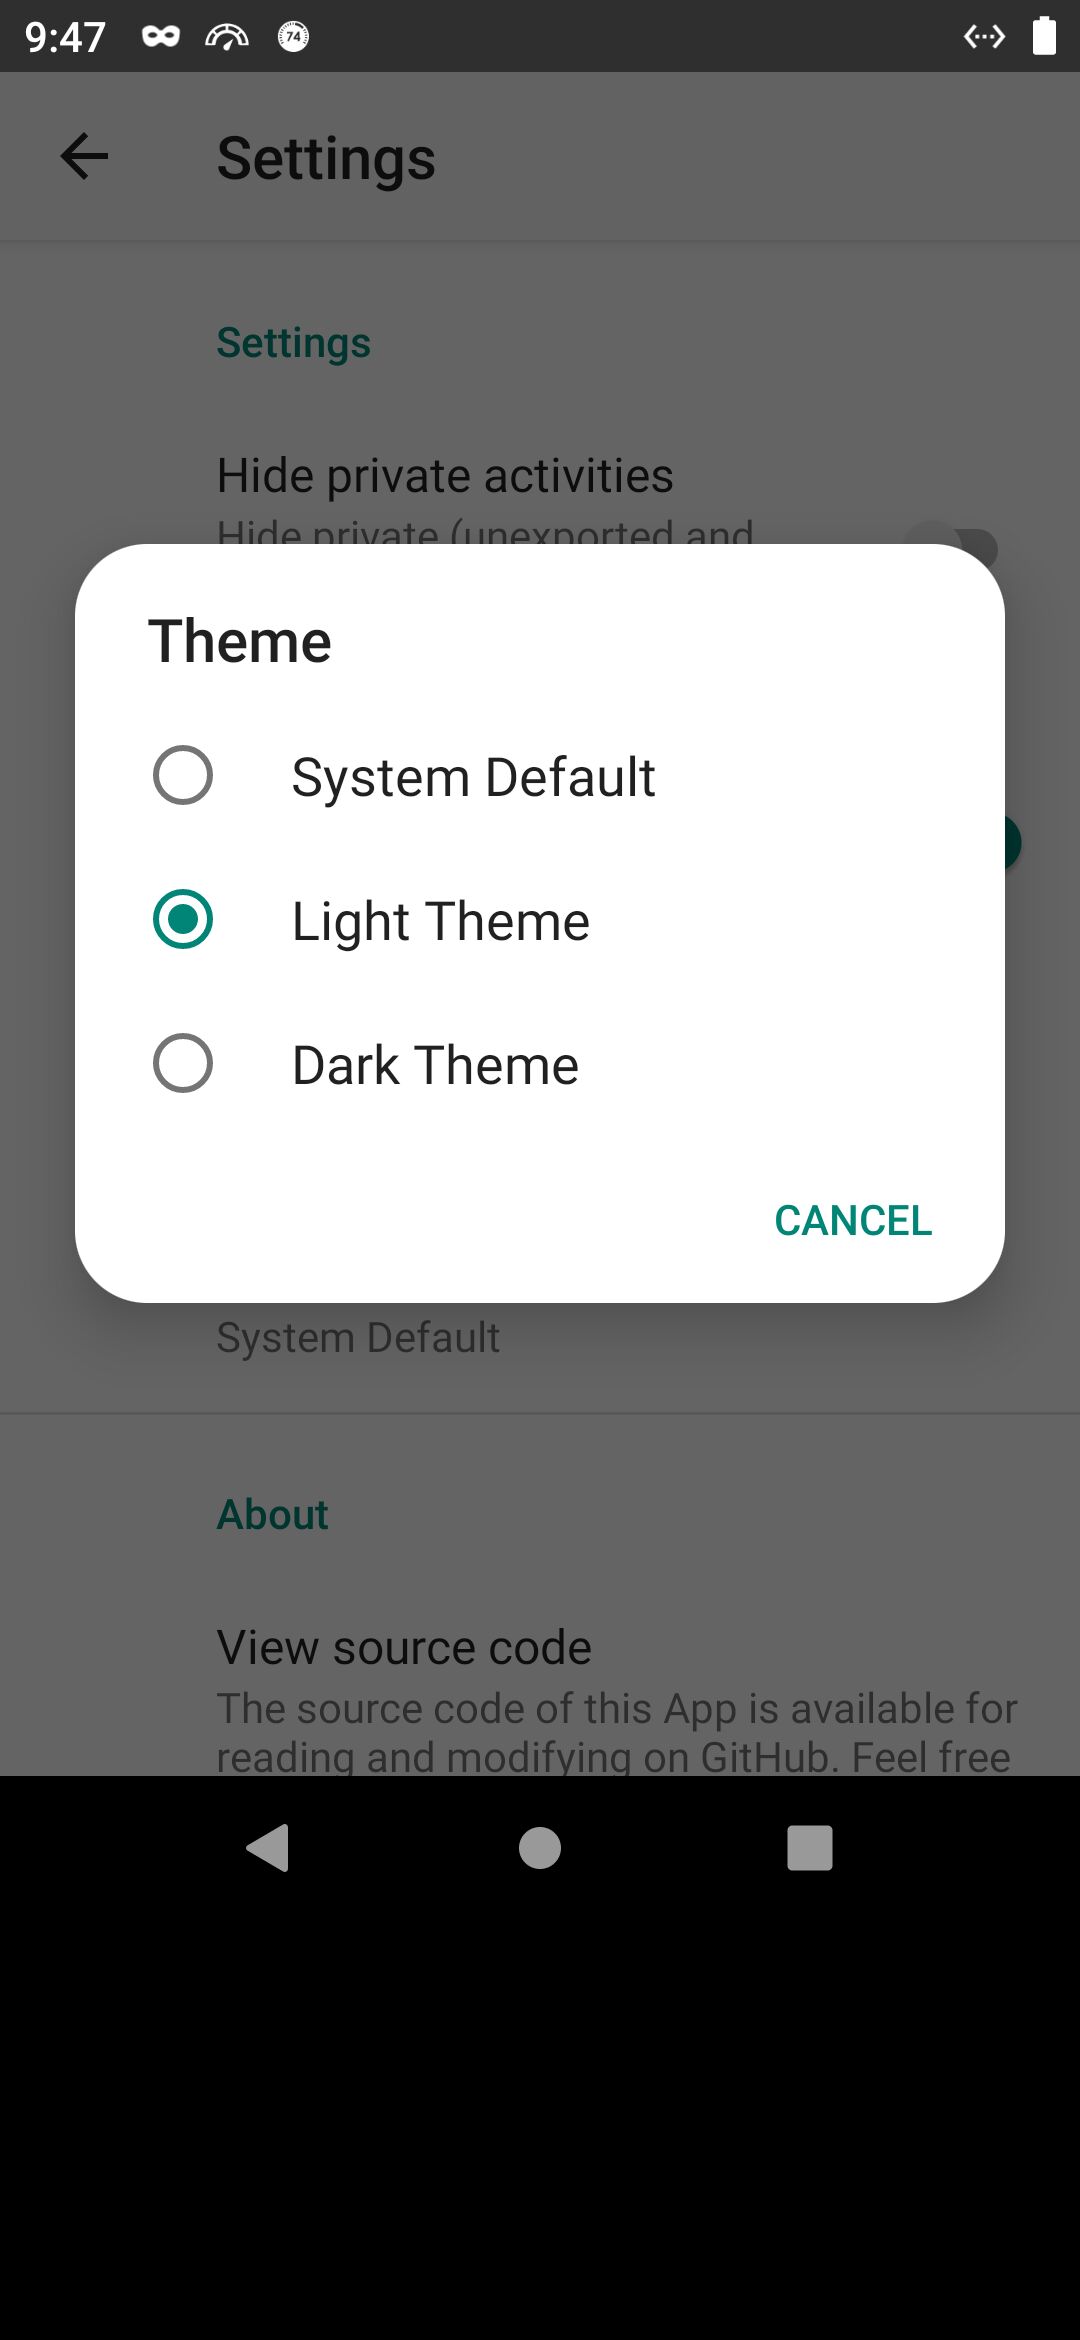 9:47
74
Settings
Settings
Hide private activities
Hide private (unexported and
Theme
System Default
Light Theme
Dark Theme
CANCEL
System Default
About
View source code
The source code of this App is available for
reading and modifying on GitHub. Feel free